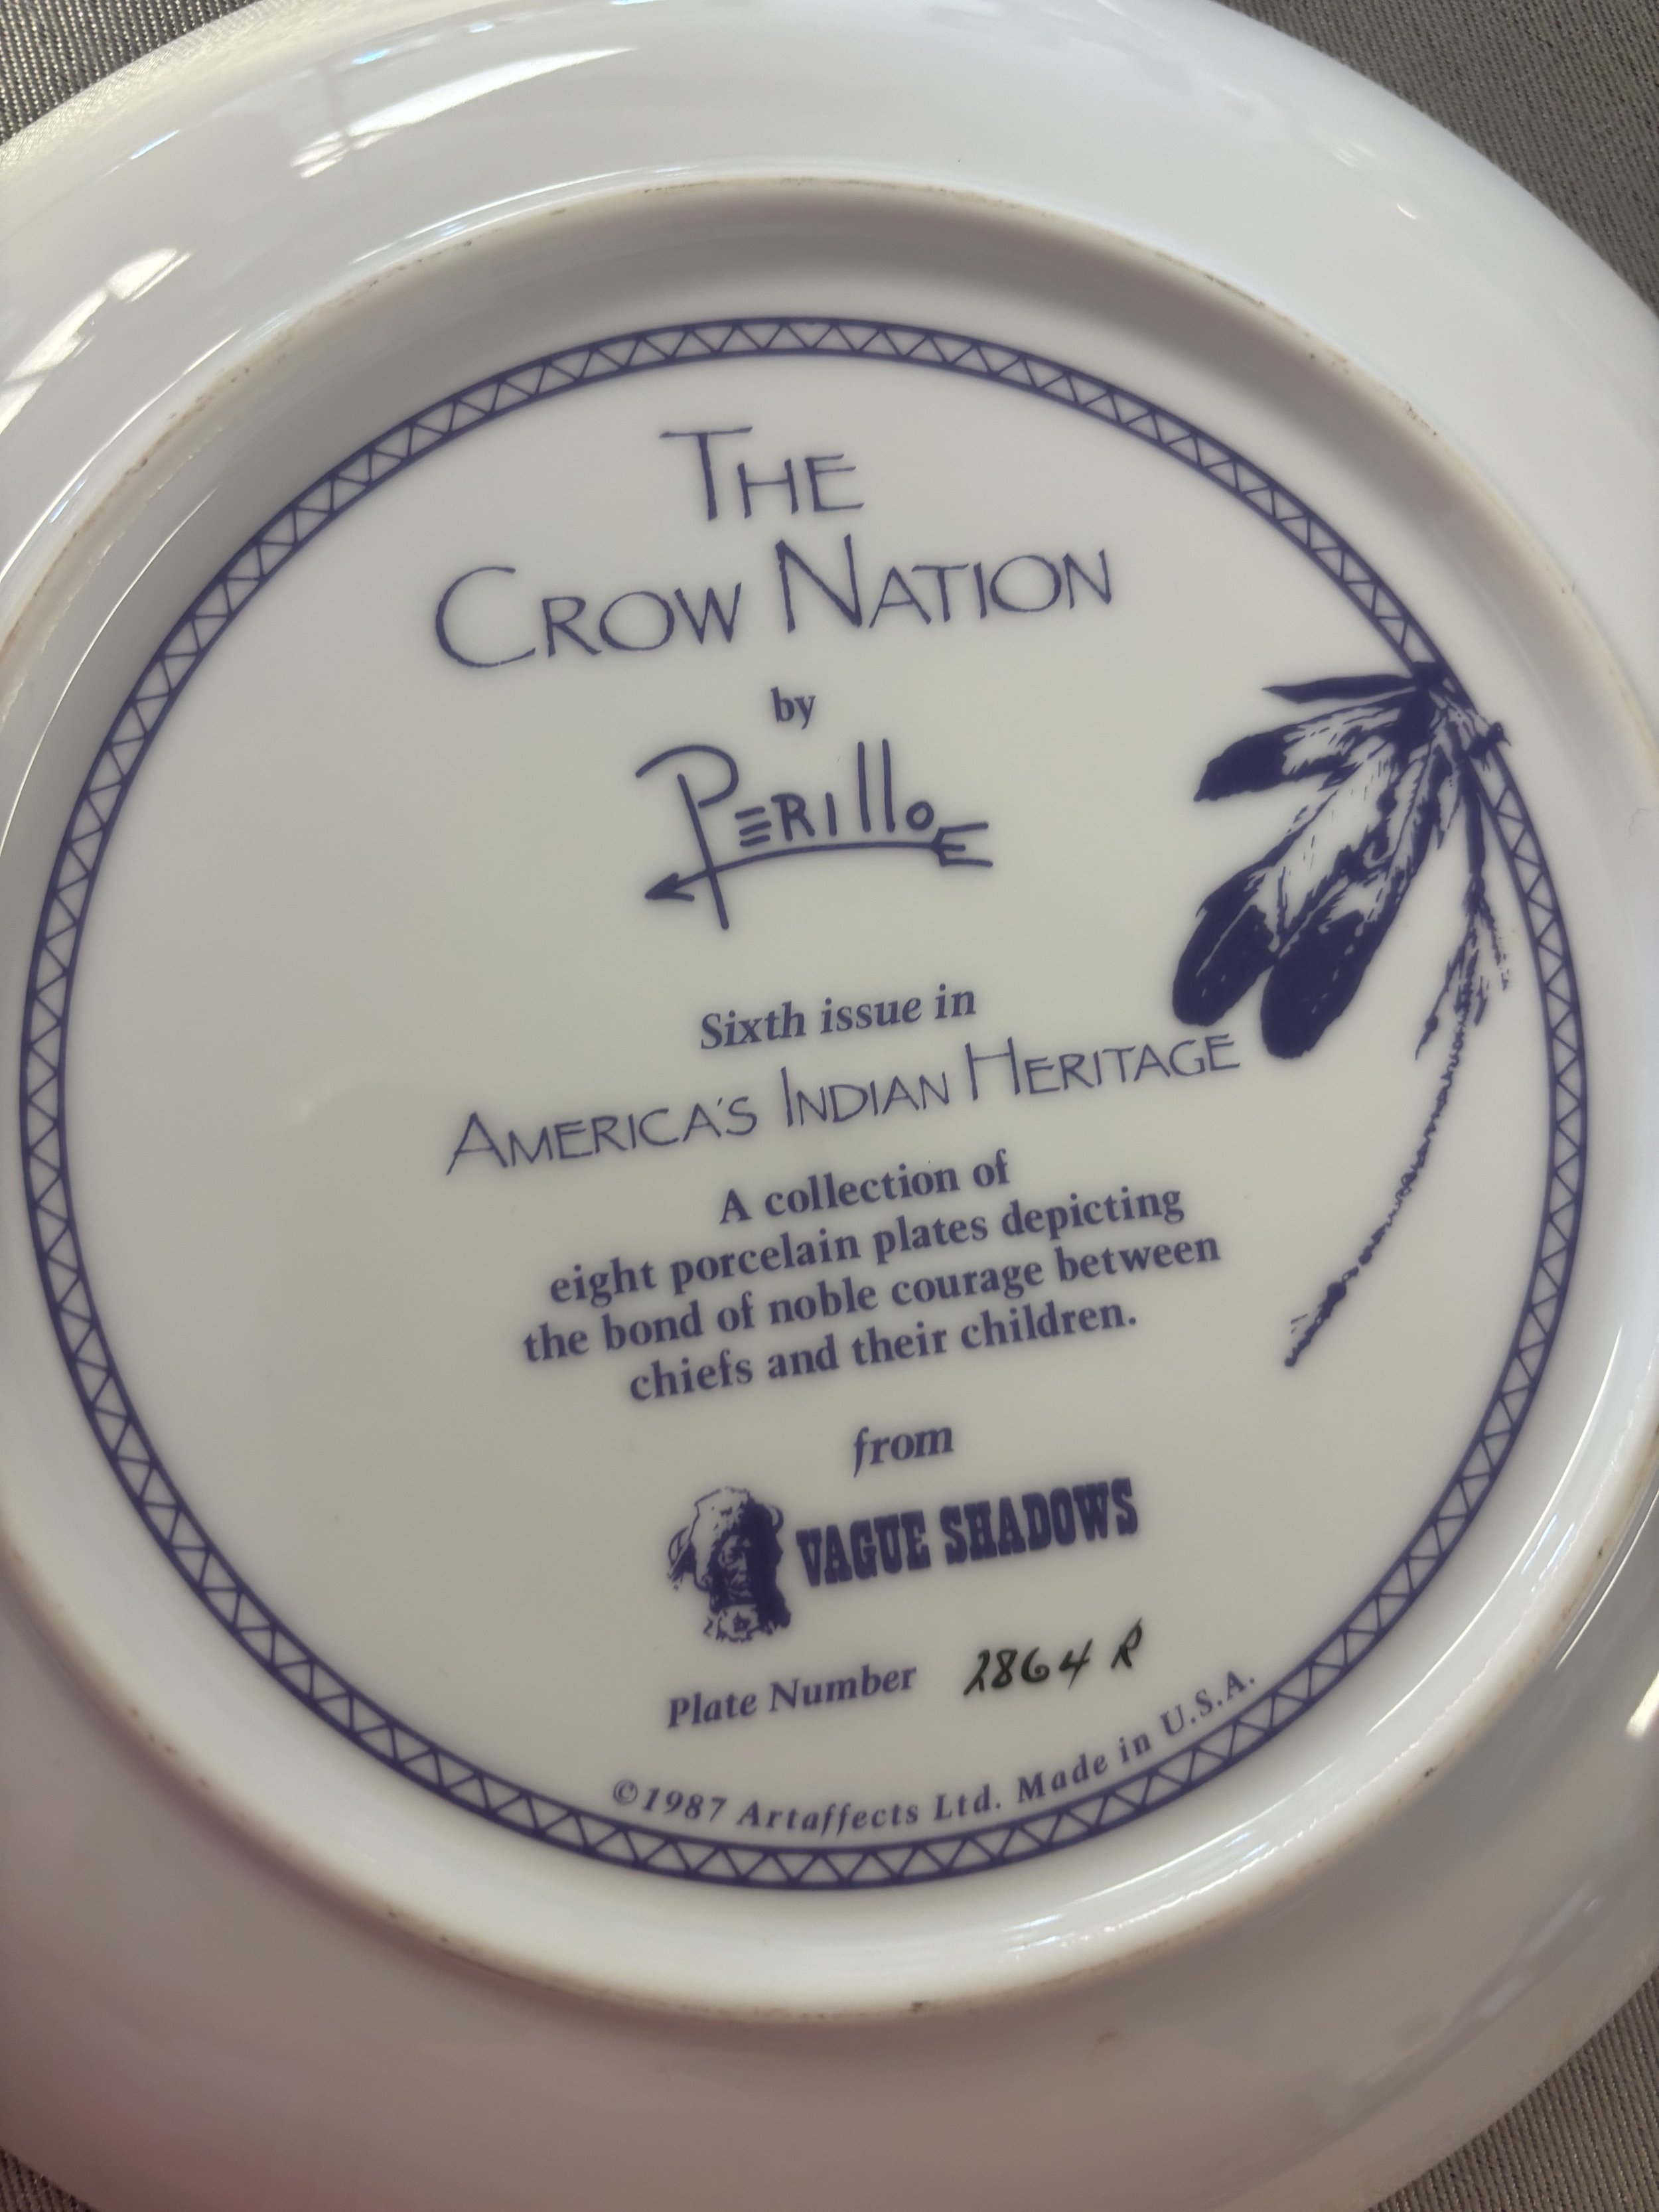 THE
CROW NATION
by
PERIllO
Sixth issue in
AMERICA'S INDIAN HERITAGE
A collection of
eight porcelain plates depicting
the bond of noble courage between
chiefs and their children.
from
VAGUE SHADOWS
Plate Number 2864 R
©1987 Artaffects Ltd. Made in U.S.A.